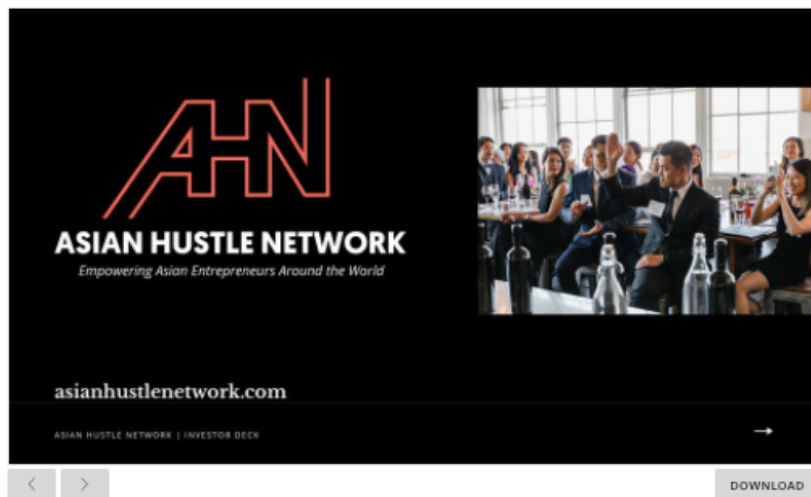 AHN
ASIAN HUSTLE NETWORK
Empowering Asian Entrepreneurs Around the World
asianhustlenetwork.com
ASIAN HUSTLE NETWORK | INVESTOR DECK
DOWNLOAD